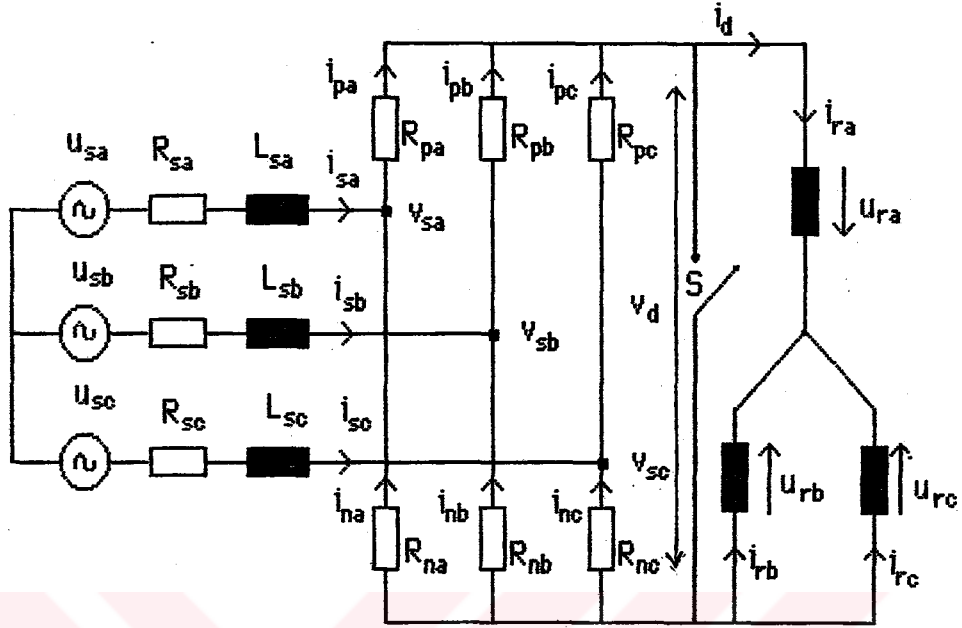 i_d
i_pa i_pb i_pc
R_pa R_pb R_pc
i_ra
u_ra
u_sa R_sa L_sa i_sa
v_sa
u_sb R_sb L_sb i_sb
v_sb
S
v_d
u_sc R_sc L_sc i_sc
v_sc
i_na i_nb i_nc
R_na R_nb R_nc
u_rb u_rc
i_rb i_rc